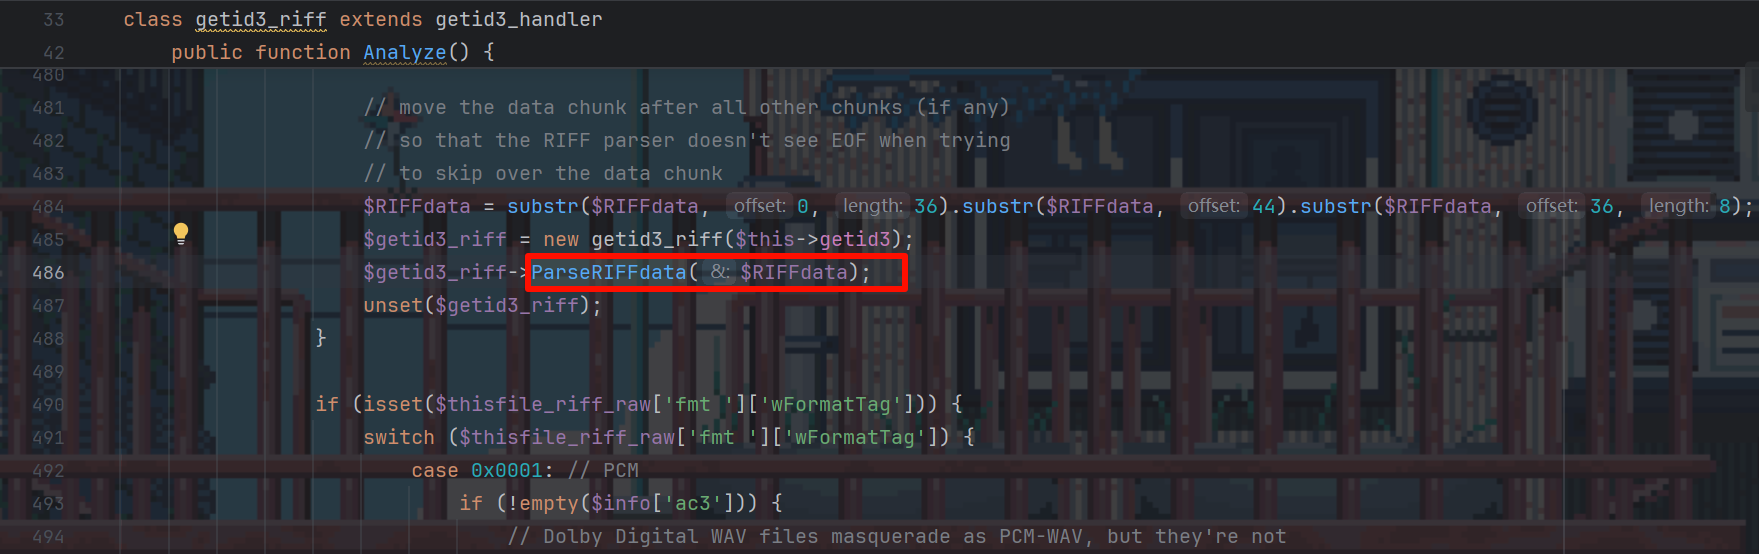 33 class getid3_riff extends getid3_handler
42 public function Analyze() {
480
481 // move the data chunk after all other chunks (if any)
482 // so that the RIFF parser doesn't see EOF when trying
483 // to skip over the data chunk
484 $RIFFdata = substr($RIFFdata, offset: 0, length: 36).substr($RIFFdata, offset: 44).substr($RIFFdata, offset: 36, length: 8);
485 $getid3_riff = new getid3_riff($this->getid3);
486 $getid3_riff->ParseRIFFdata( &: $RIFFdata);
487 unset($getid3_riff);
488 }
489
490 if (isset($thisfile_riff_raw['fmt ']['wFormatTag'])) {
491 switch ($thisfile_riff_raw['fmt ']['wFormatTag']) {
492 case 0x0001: // PCM
493 if (!empty($info['ac3'])) {
494 // Dolby Digital WAV files masquerade as PCM-WAV, but they're not